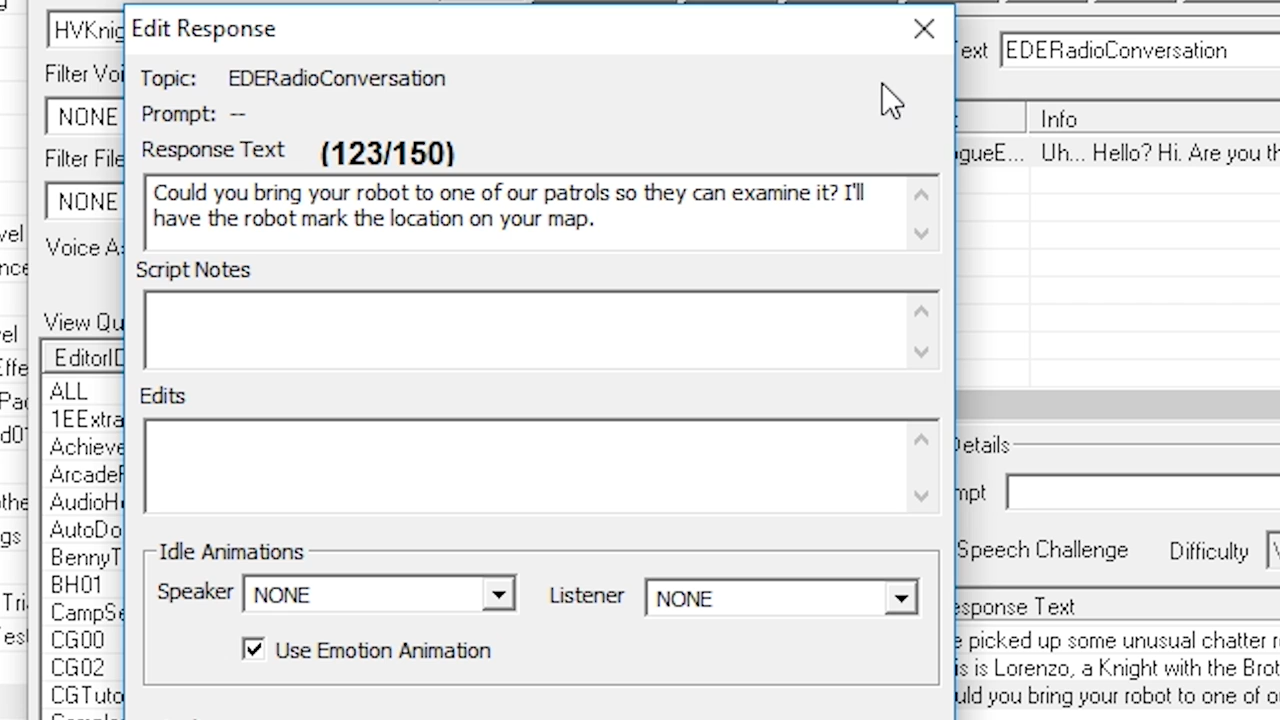 HVKnig
Edit Response
Text
EDERadioConversation
Topic: EDERadioConversation
Filter Voi
Prompt: --
NONE
Info
Response Text (123/150)
ogueE... Uh... Hello? Hi. Are you th
Filter File
Could you bring your robot to one of our patrols so they can examine it? I'll
have the robot mark the location on your map.
NONE
Voice A
Script Notes
View Qu
EditorID
ALL
Edits
1EExtra
Achieve
Details
ArcadeF
AudioH
mpt
AutoDo
Idle Animations
BennyT
Speech Challenge Difficulty
BH01
Speaker NONE Listener NONE
CampSe
esponse Text
CG00
e picked up some unusual chatter r
Use Emotion Animation
CG02
is is Lorenzo, a Knight with the Brot
CGTuto
uld you bring your robot to one of o